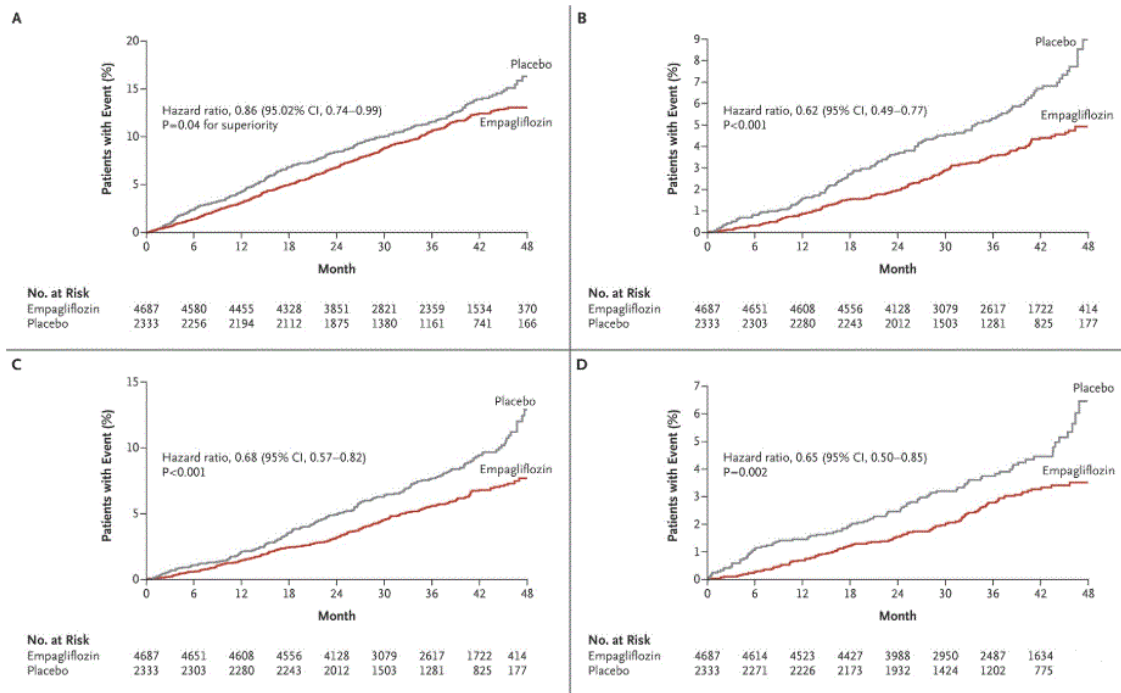 A
Patients with Event (%)
20
15
10
5
0
Placebo
Hazard ratio, 0.86 (95.02% CI, 0.74–0.99)
P=0.04 for superiority
Empagliflozin
0 6 12 18 24 30 36 42 48
Month
No. at Risk
Empagliflozin 4687 4580 4455 4328 3851 2821 2359 1534 370
Placebo 2333 2256 2194 2112 1875 1380 1161 741 166
B
Patients with Event (%)
9
8
7
6
5
4
3
2
1
0
Placebo
Hazard ratio, 0.62 (95% CI, 0.49–0.77)
P<0.001
Empagliflozin
0 6 12 18 24 30 36 42 48
Month
No. at Risk
Empagliflozin 4687 4651 4608 4556 4128 3079 2617 1722 414
Placebo 2333 2303 2280 2243 2012 1503 1281 825 177
C
Patients with Event (%)
15
10
5
0
Placebo
Hazard ratio, 0.68 (95% CI, 0.57–0.82)
P<0.001
Empagliflozin
0 6 12 18 24 30 36 42 48
Month
No. at Risk
Empagliflozin 4687 4651 4608 4556 4128 3079 2617 1722 414
Placebo 2333 2303 2280 2243 2012 1503 1281 825 177
D
Patients with Event (%)
7
6
5
4
3
2
1
0
Placebo
Hazard ratio, 0.65 (95% CI, 0.50–0.85)
P=0.002
Empagliflozin
0 6 12 18 24 30 36 42 48
Month
No. at Risk
Empagliflozin 4687 4614 4523 4427 3988 2950 2487 1634
Placebo 2333 2271 2226 2173 1932 1424 1202 775